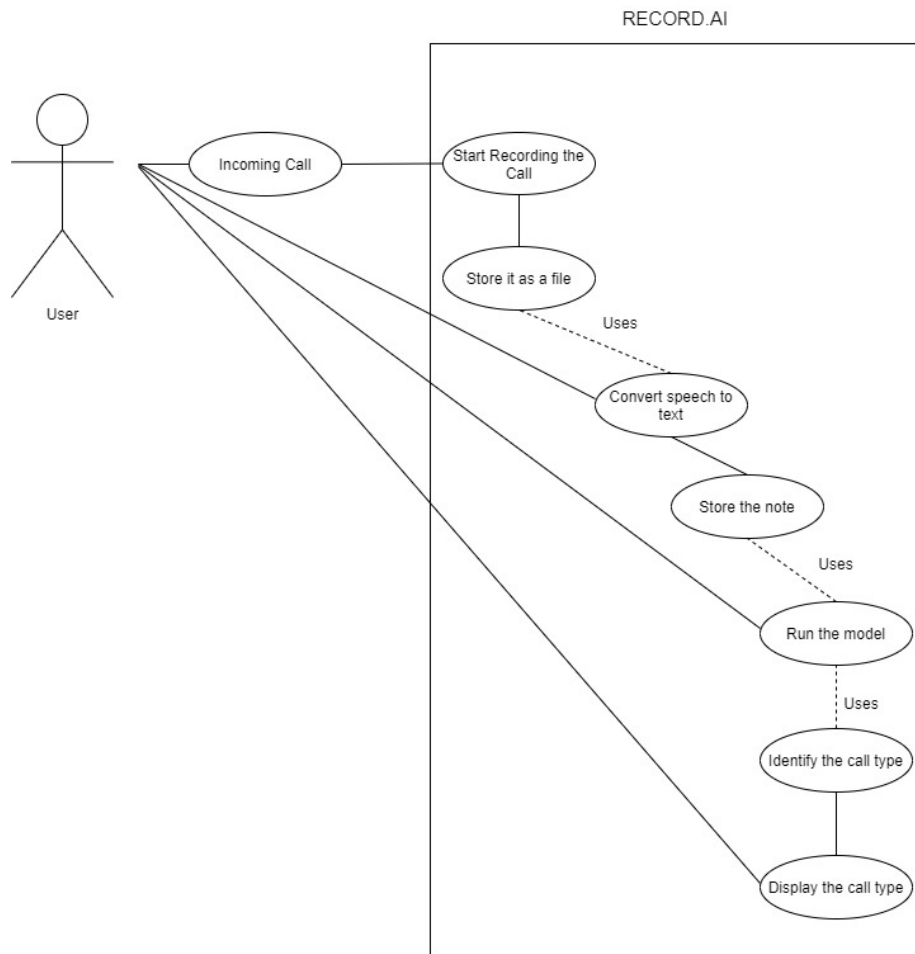 RECORD.AI
Incoming Call
Start Recording the
Call
Store it as a file
User
Uses
Convert speech to
text
Store the note
Uses
Run the model
Uses
Identify the call type
Display the call type